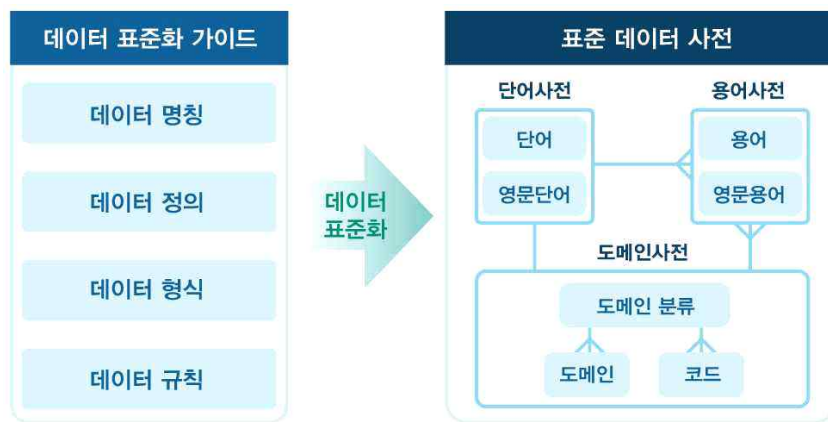 데이터 표준화 가이드
데이터 명칭
데이터 정의
데이터 형식
데이터 규칙
데이터
표준화
표준 데이터 사전
단어사전
용어사전
단어
용어
영문단어
영문용어
도메인사전
도메인 분류
도메인
코드